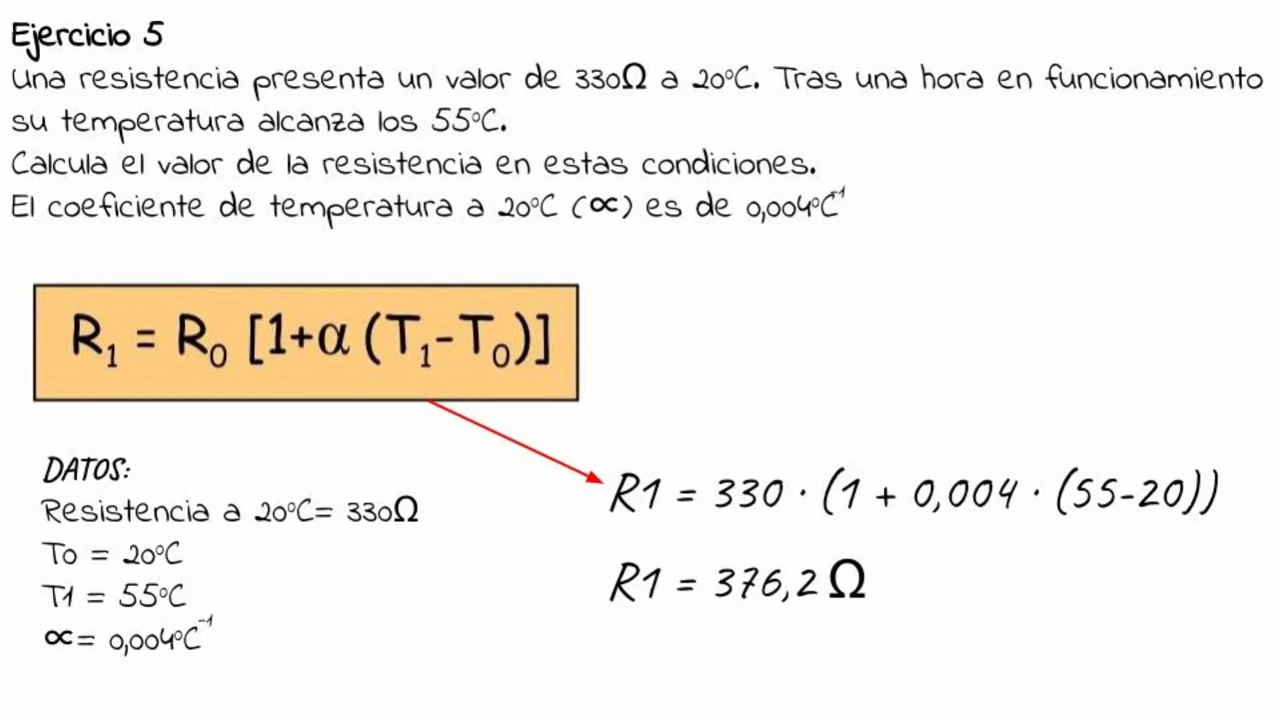 Ejercicio 5
Una resistencia presenta un valor de 330Ω a 20ºC. Tras una hora en funcionamiento
su temperatura alcanza los 55ºC.
Calcula el valor de la resistencia en estas condiciones.
El coeficiente de temperatura a 20ºC (∝) es de 0,004ºC⁻¹
R₁ = R₀ [1+α (T₁-T₀)]
DATOS:
Resistencia a 20ºC= 330Ω
T0 = 20ºC
T1 = 55ºC
∝= 0,004ºC⁻¹
R1 = 330 · (1 + 0,004 · (55-20))
R1 = 376,2 Ω